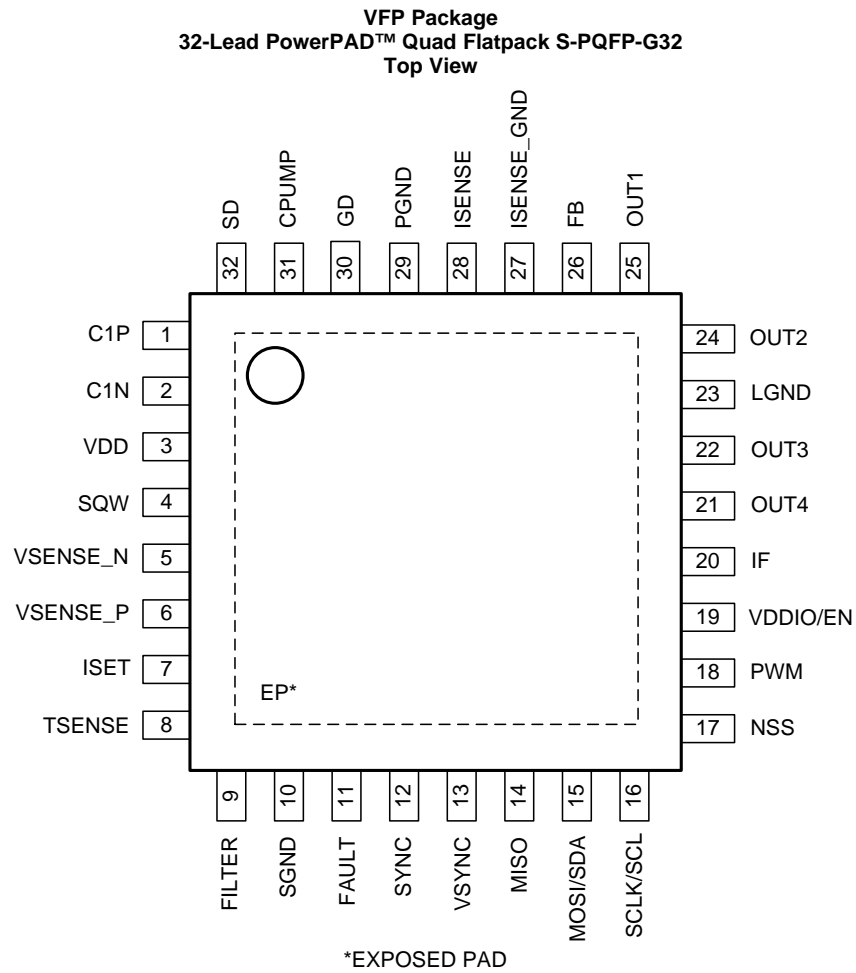 VFP Package
32-Lead PowerPAD™ Quad Flatpack S-PQFP-G32
Top View
SD
CPUMP
GD
PGND
ISENSE
ISENSE_GND
FB
OUT1
32
31
30
29
28
27
26
25
C1P 1
C1N 2
VDD 3
SQW 4
VSENSE_N 5
VSENSE_P 6
ISET 7
TSENSE 8
24 OUT2
23 LGND
22 OUT3
21 OUT4
20 IF
19 VDDIO/EN
18 PWM
17 NSS
EP*
9
10
11
12
13
14
15
16
FILTER
SGND
FAULT
SYNC
VSYNC
MISO
MOSI/SDA
SCLK/SCL
*EXPOSED PAD